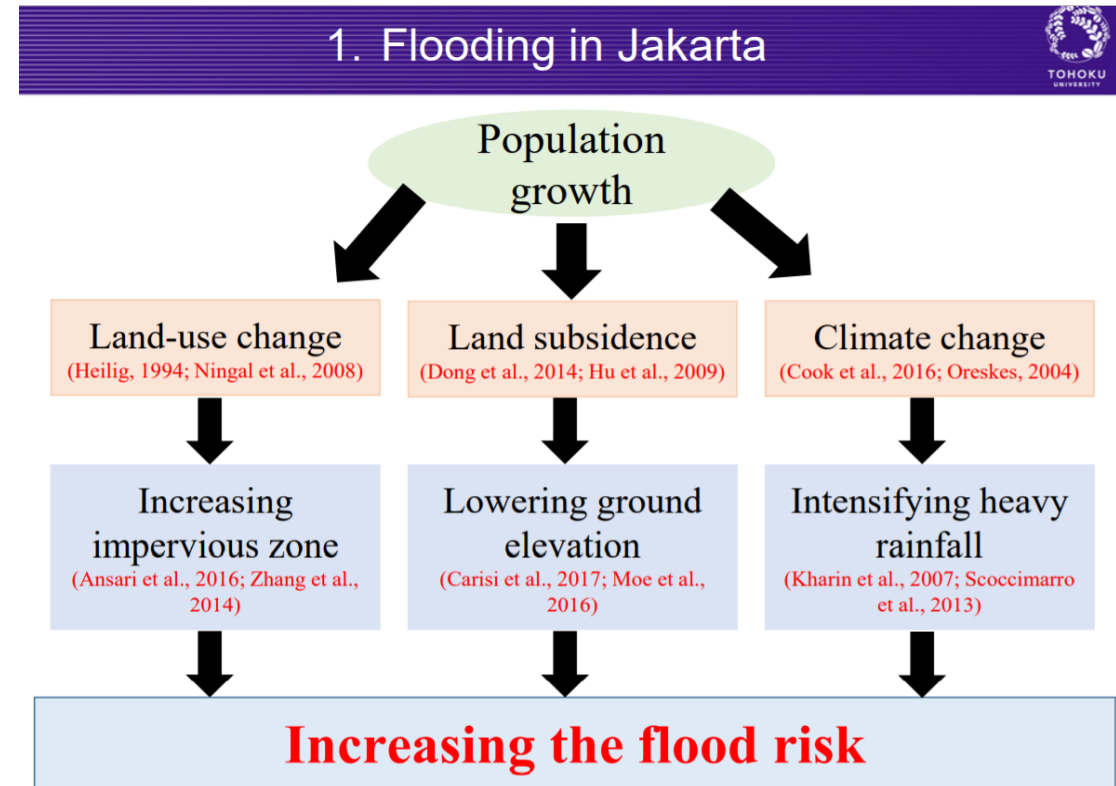 1. Flooding in Jakarta
TOHOKU
UNIVERSITY
Population
growth
Land-use change
(Heilig, 1994; Ningal et al., 2008)
Land subsidence
(Dong et al., 2014; Hu et al., 2009)
Climate change
(Cook et al., 2016; Oreskes, 2004)
Increasing
impervious zone
(Ansari et al., 2016; Zhang et al.,
2014)
Lowering ground
elevation
(Carisi et al., 2017; Moe et al.,
2016)
Intensifying heavy
rainfall
(Kharin et al., 2007; Scoccimarro
et al., 2013)
Increasing the flood risk